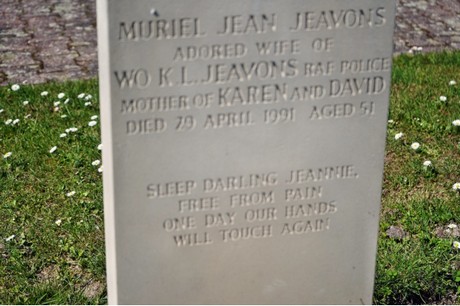 MURIEL JEAN JEAVONS
ADORED WIFE OF
WO K.L. JEAVONS RAF POLICE
MOTHER OF KAREN AND DAVID
DIED 29 APRIL 1991 AGED 51
SLEEP DARLING JEANNIE,
FREE FROM PAIN
ONE DAY OUR HANDS
WILL TOUCH AGAIN